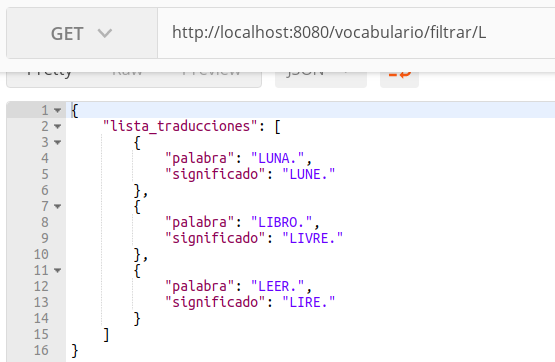 GET http://localhost:8080/vocabulario/filtrar/L
Pretty Raw Preview JSON
1 {
2 "lista_traducciones": [
3 {
4 "palabra": "LUNA.",
5 "significado": "LUNE."
6 },
7 {
8 "palabra": "LIBRO.",
9 "significado": "LIVRE."
10 },
11 {
12 "palabra": "LEER.",
13 "significado": "LIRE."
14 }
15 ]
16 }